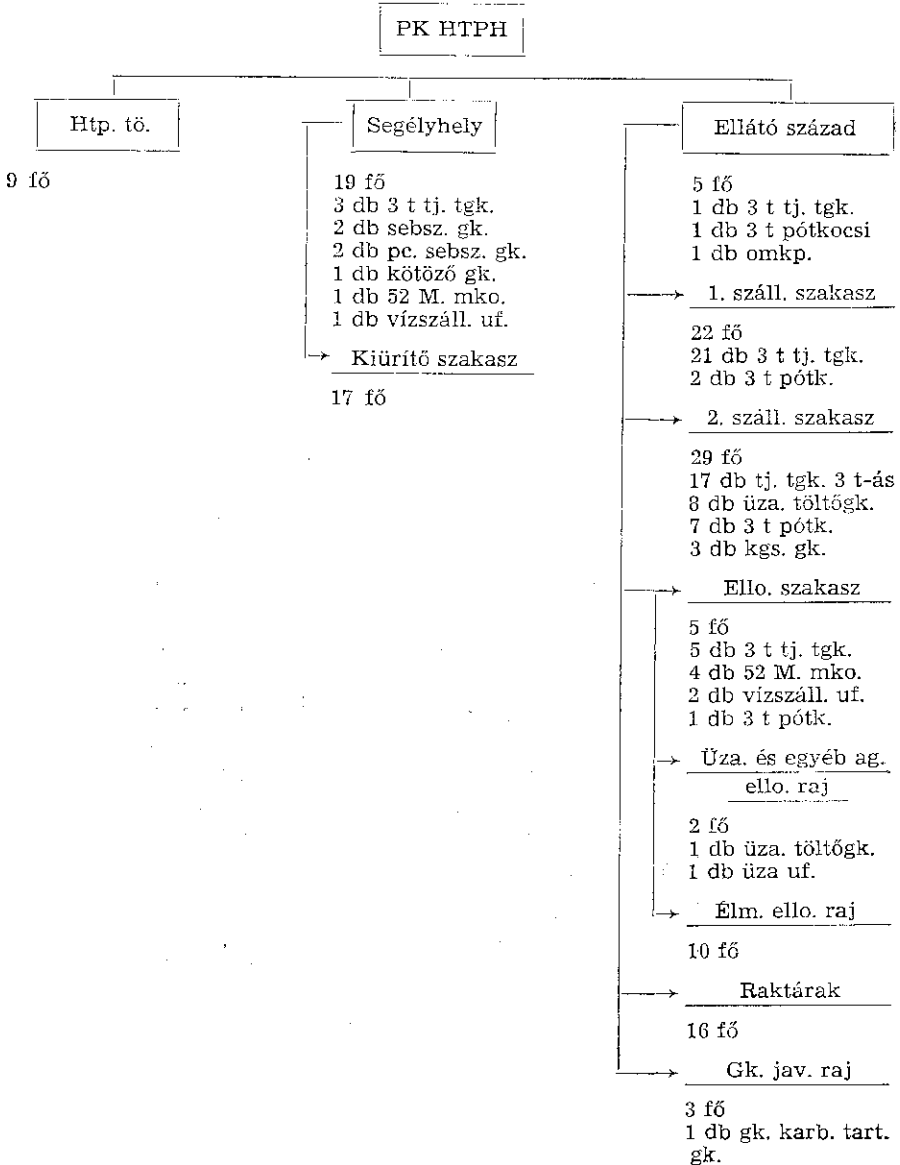 PK HTPH
Htp. tö.
9 fő
Segélyhely
19 fő
3 db 3 t tj. tgk.
2 db sebsz. gk.
2 db pc. sebsz. gk.
1 db kötöző gk.
1 db 52 M. mko.
1 db vízszáll. uf.
Kiürítő szakasz
17 fő
Ellátó század
5 fő
1 db 3 t tj. tgk.
1 db 3 t pótkocsi
1 db omkp.
1. száll. szakasz
22 fő
21 db 3 t tj. tgk.
2 db 3 t pótk.
2. száll. szakasz
29 fő
17 db tj. tgk. 3 t-ás
8 db üza. töltőgk.
7 db 3 t pótk.
3 db kgs. gk.
Ello. szakasz
5 fő
5 db 3 t tj. tgk.
4 db 52 M. mko.
2 db vízszáll. uf.
1 db 3 t pótk.
Üza. és egyéb ag.
ello. raj
2 fő
1 db üza. töltőgk.
1 db üza uf.
Élm. ello. raj
10 fő
Raktárak
16 fő
Gk. jav. raj
3 fő
1 db gk. karb. tart.
gk.